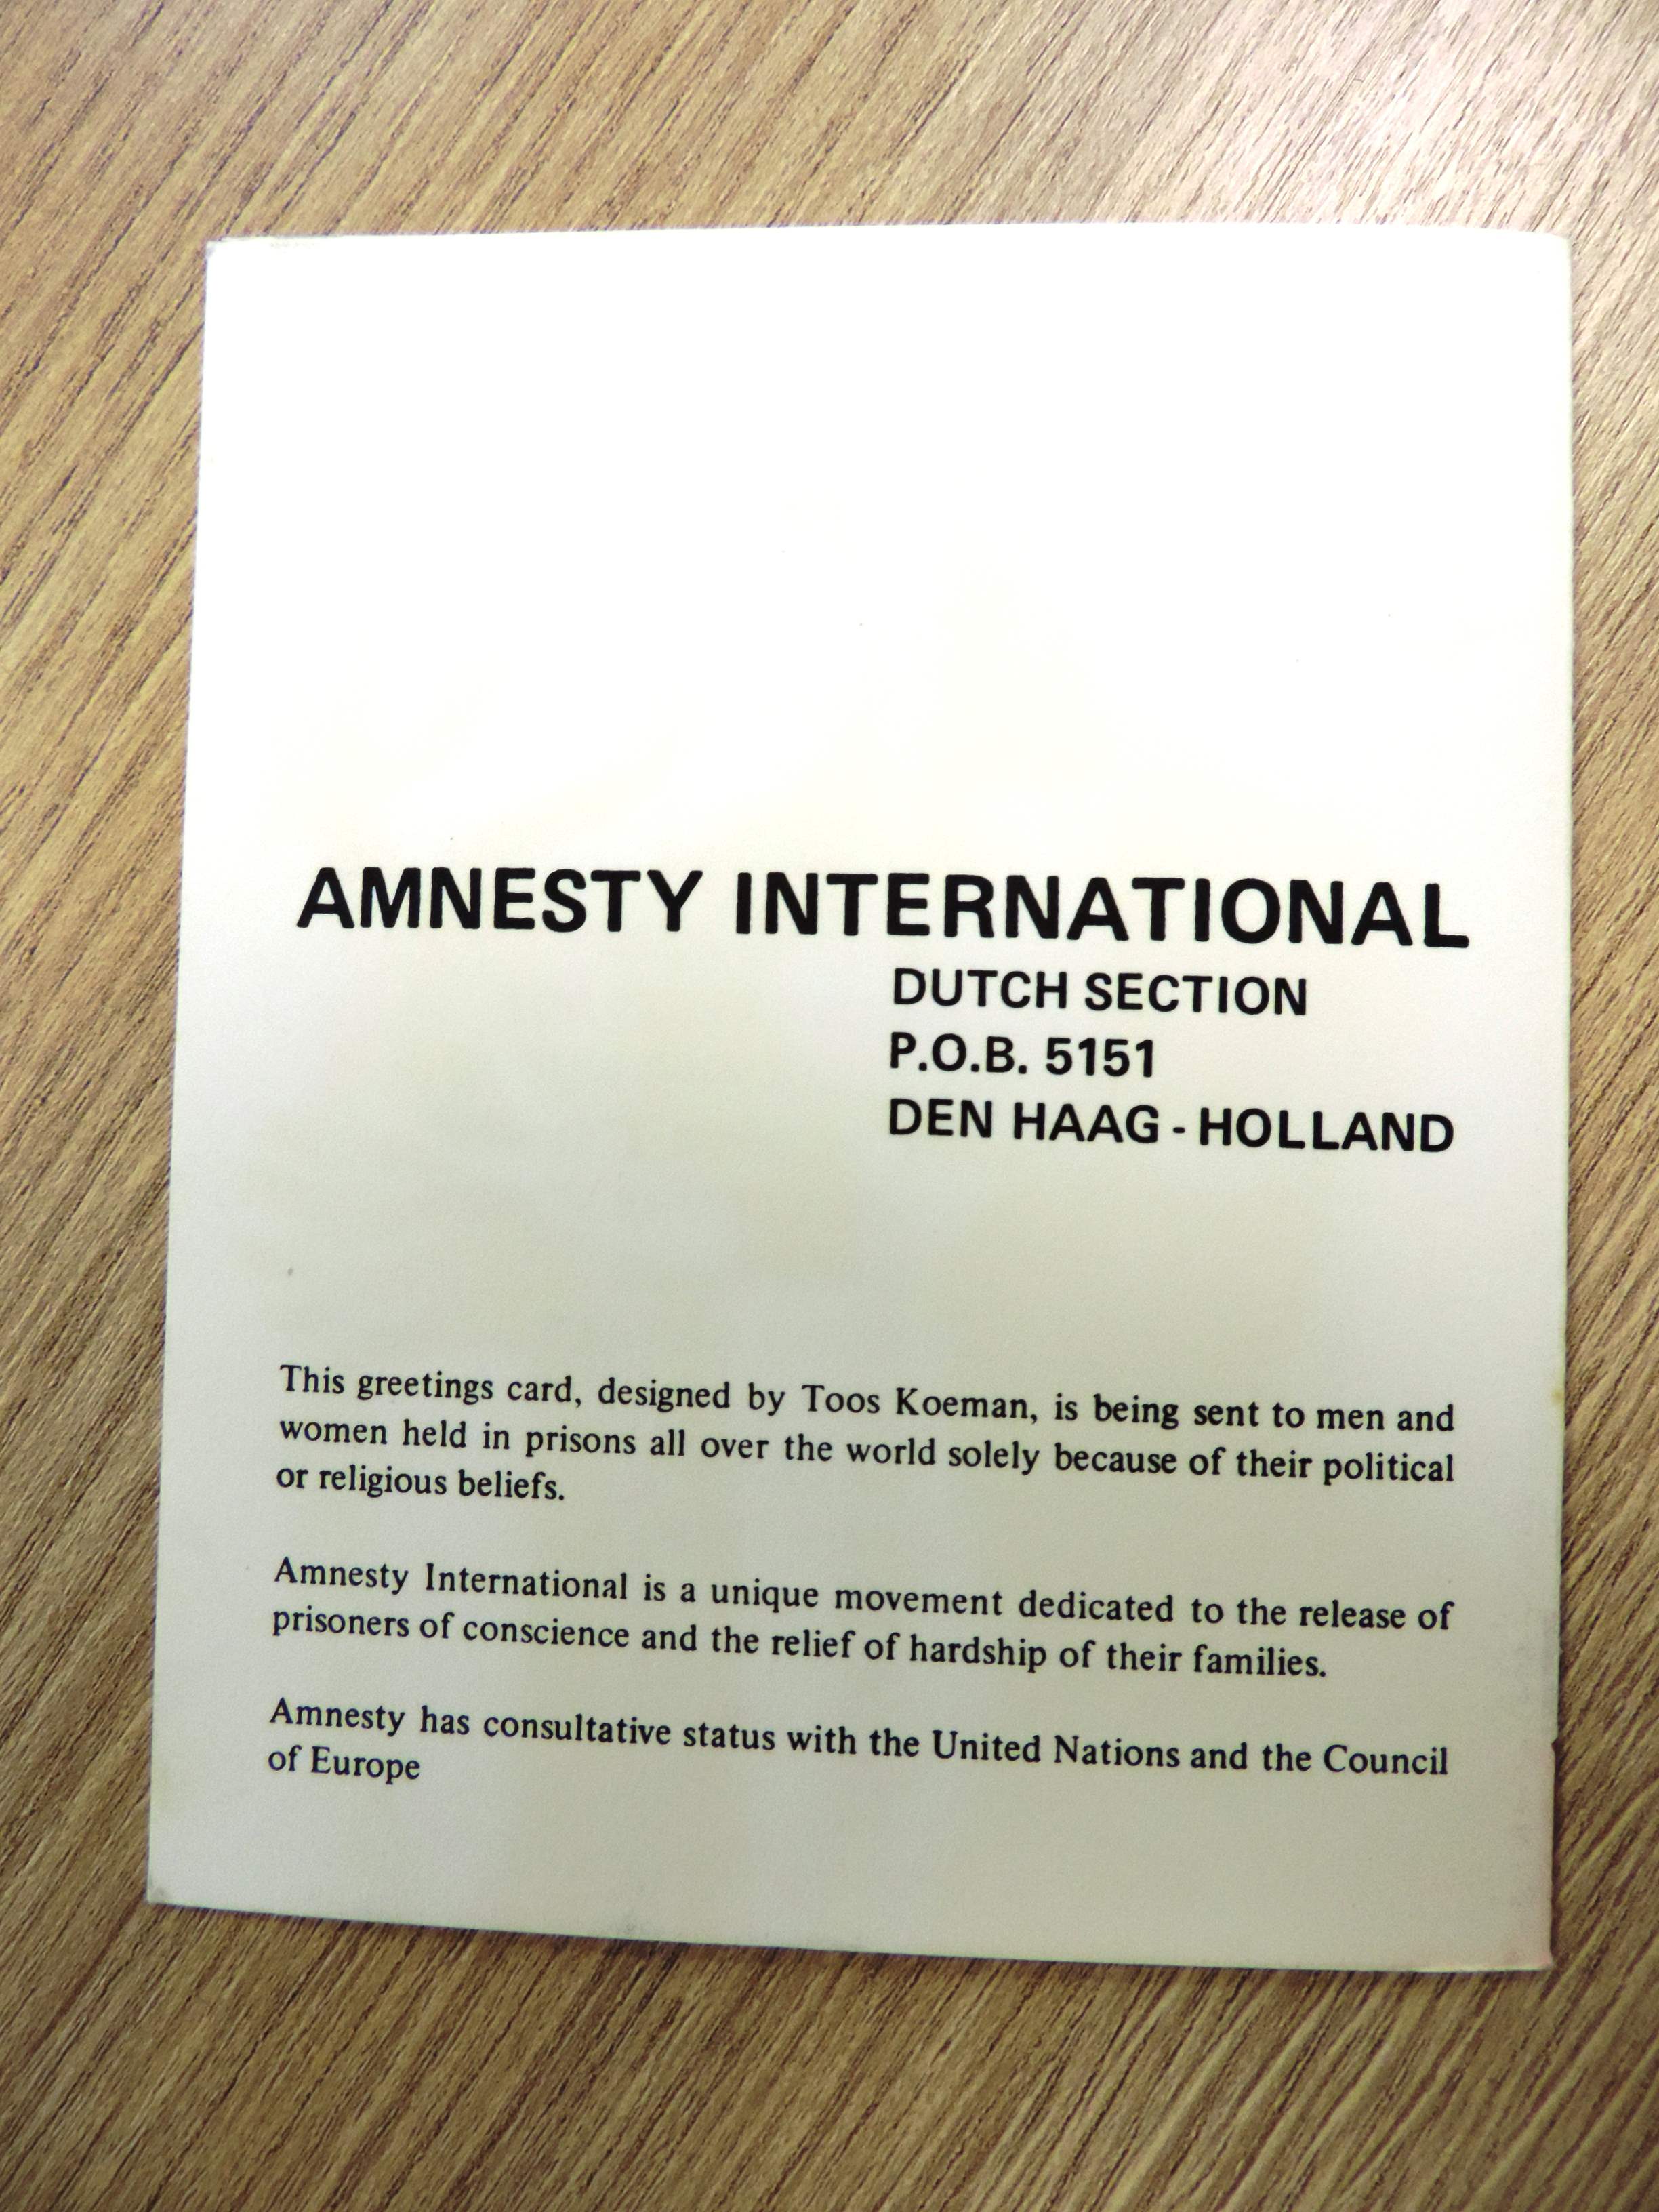 AMNESTY INTERNATIONAL
DUTCH SECTION
P.O.B. 5151
DEN HAAG - HOLLAND
This greetings card, designed by Toos Koeman, is being sent to men and
women held in prisons all over the world solely because of their political
or religious beliefs.
Amnesty International is a unique movement dedicated to the release of
prisoners of conscience and the relief of hardship of their families.
Amnesty has consultative status with the United Nations and the Council
of Europe